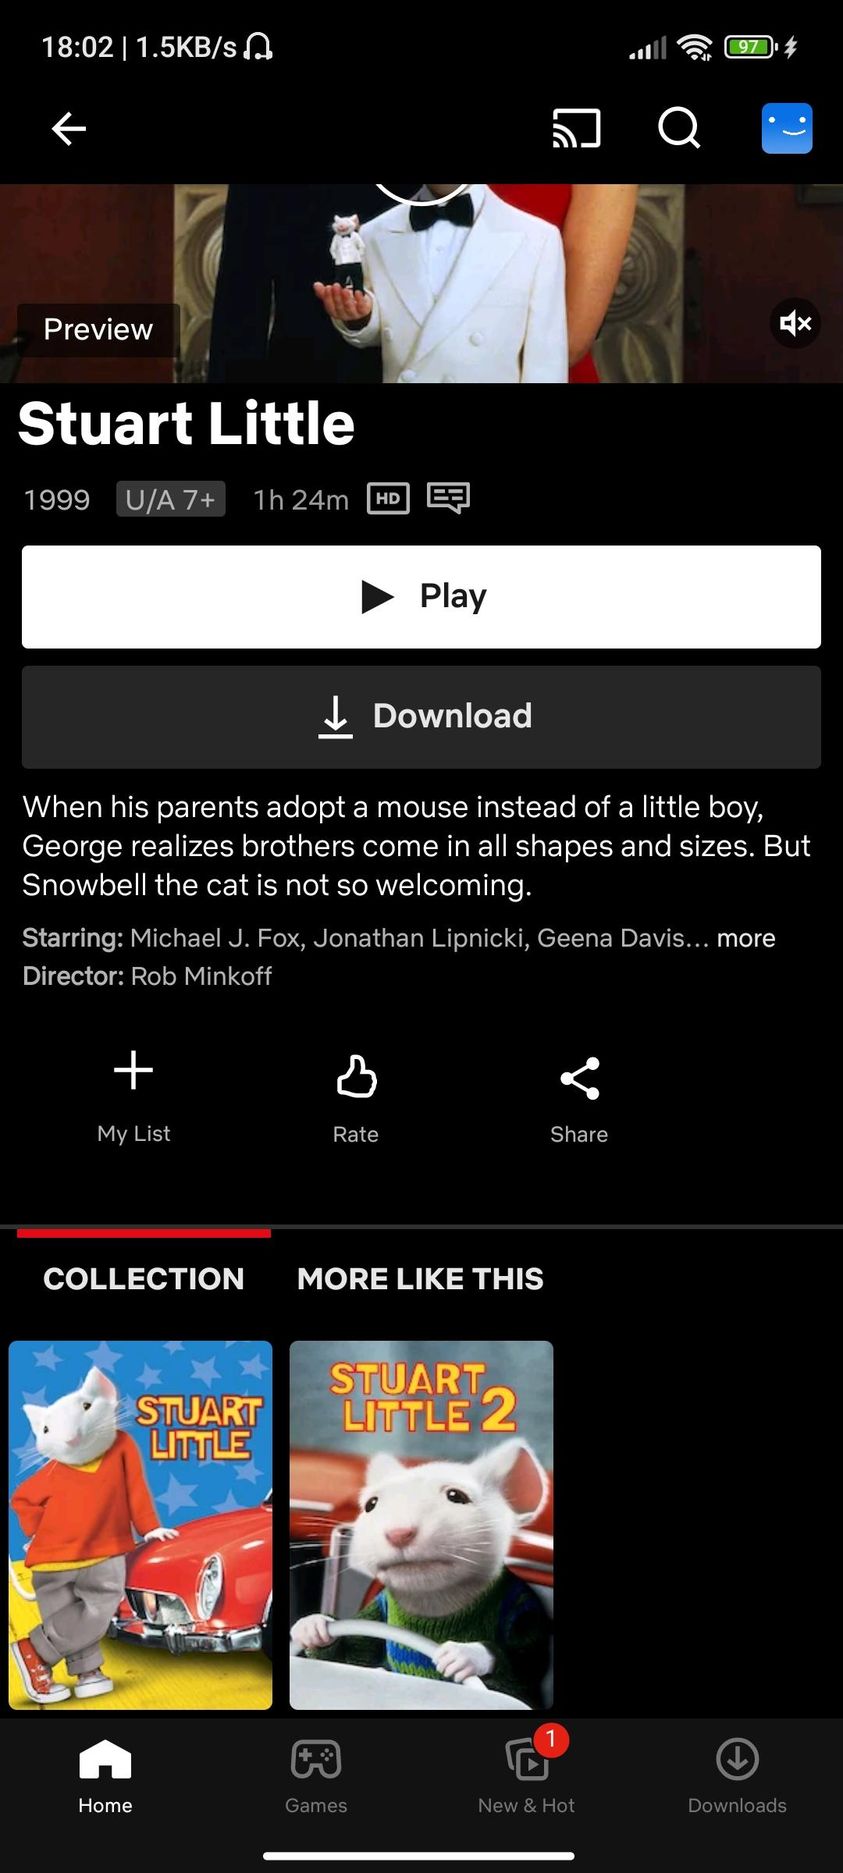 18:02 | 1.5KB/s
97
Preview
Stuart Little
1999 U/A 7+ 1h 24m HD
Play
Download
When his parents adopt a mouse instead of a little boy,
George realizes brothers come in all shapes and sizes. But
Snowbell the cat is not so welcoming.
Starring: Michael J. Fox, Jonathan Lipnicki, Geena Davis... more
Director: Rob Minkoff
My List Rate Share
COLLECTION MORE LIKE THIS
STUART
LITTLE
STUART
LITTLE 2
1
Home Games New & Hot Downloads